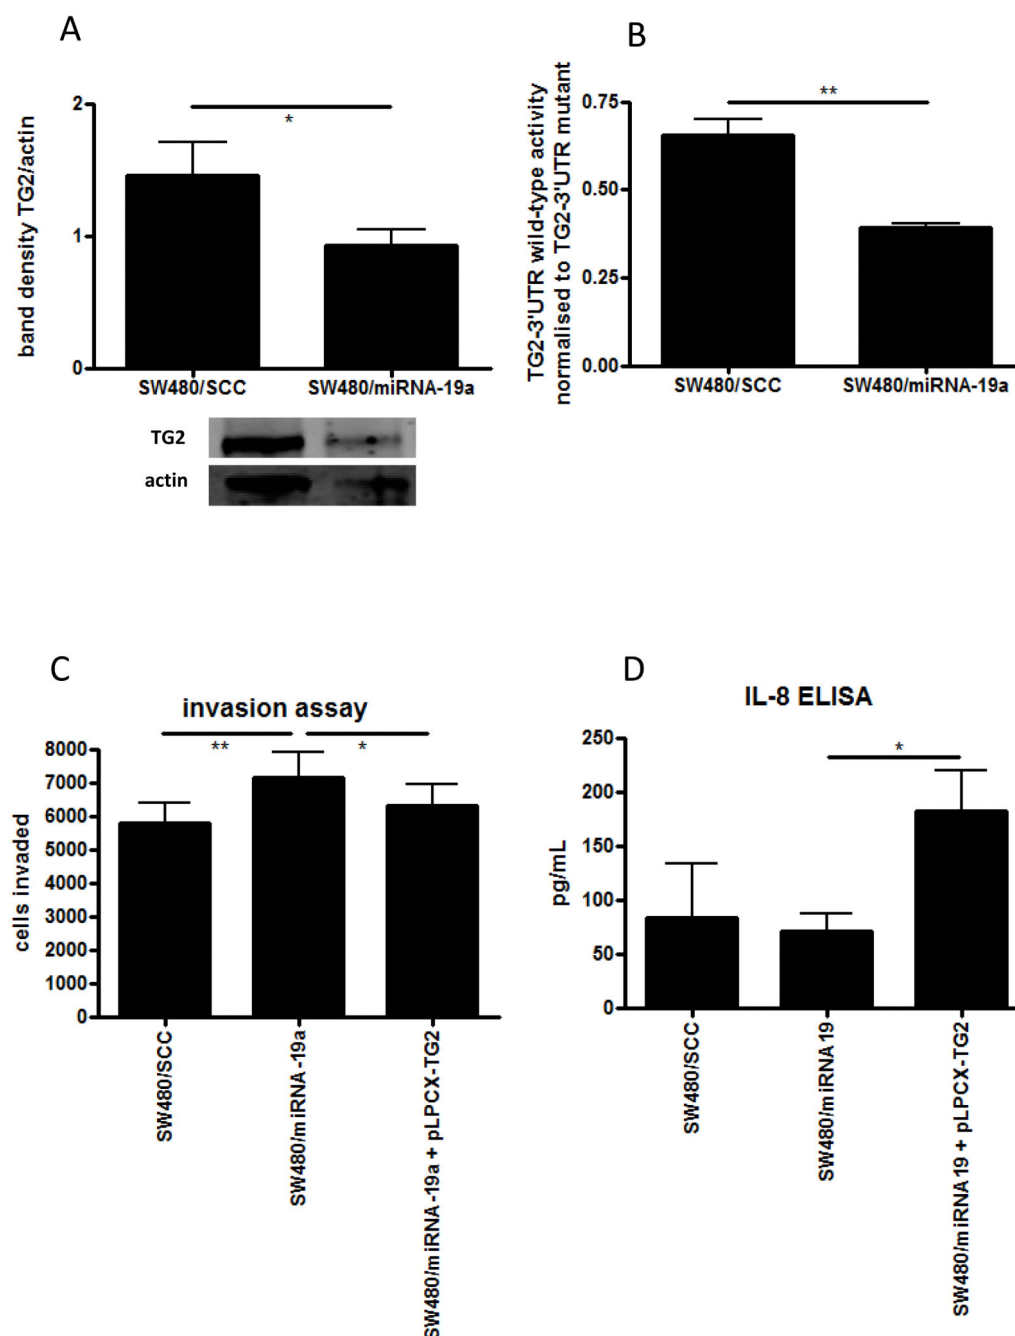 A
band density TG2/actin
2
1
0
*
SW480/SCC
SW480/miRNA-19a
TG2
actin
B
TG2-3'UTR wild-type activity
normalised to TG2-3'UTR mutant
0.75
0.50
0.25
0.00
**
SW480/SCC
SW480/miRNA-19a
C
invasion assay
cells invaded
8000
7000
6000
5000
4000
3000
2000
1000
0
**
*
SW480/SCC
SW480/miRNA-19a
SW480/miRNA-19a + pLPCX-TG2
D
IL-8 ELISA
pg/mL
250
200
150
100
50
0
*
SW480/SCC
SW480/miRNA19
SW480/miRNA19 + pLPCX-TG2